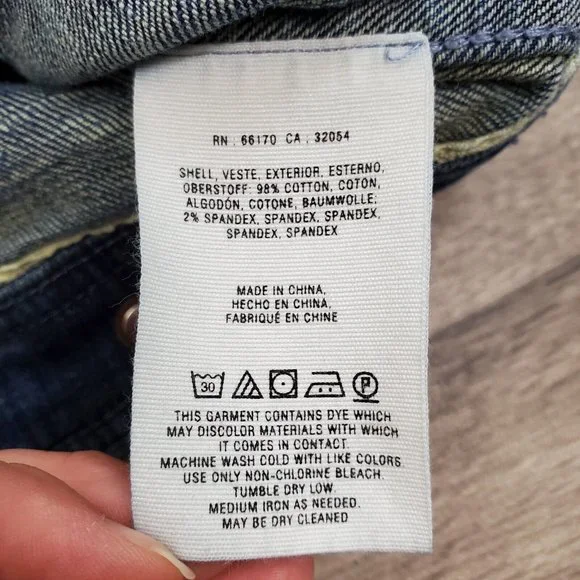 RN : 66170 CA , 32054
SHELL, VESTE, EXTERIOR, ESTERNO,
OBERSTOFF: 98% COTTON, COTON,
ALGODÓN, COTONE, BAUMWOLLE;
2% SPANDEX, SPANDEX, SPANDEX,
SPANDEX, SPANDEX
MADE IN CHINA,
HECHO EN CHINA,
FABRIQUÉ EN CHINE
30 P
THIS GARMENT CONTAINS DYE WHICH
MAY DISCOLOR MATERIALS WITH WHICH
IT COMES IN CONTACT.
MACHINE WASH COLD WITH LIKE COLORS
USE ONLY NON-CHLORINE BLEACH.
TUMBLE DRY LOW.
MEDIUM IRON AS NEEDED.
MAY BE DRY CLEANED